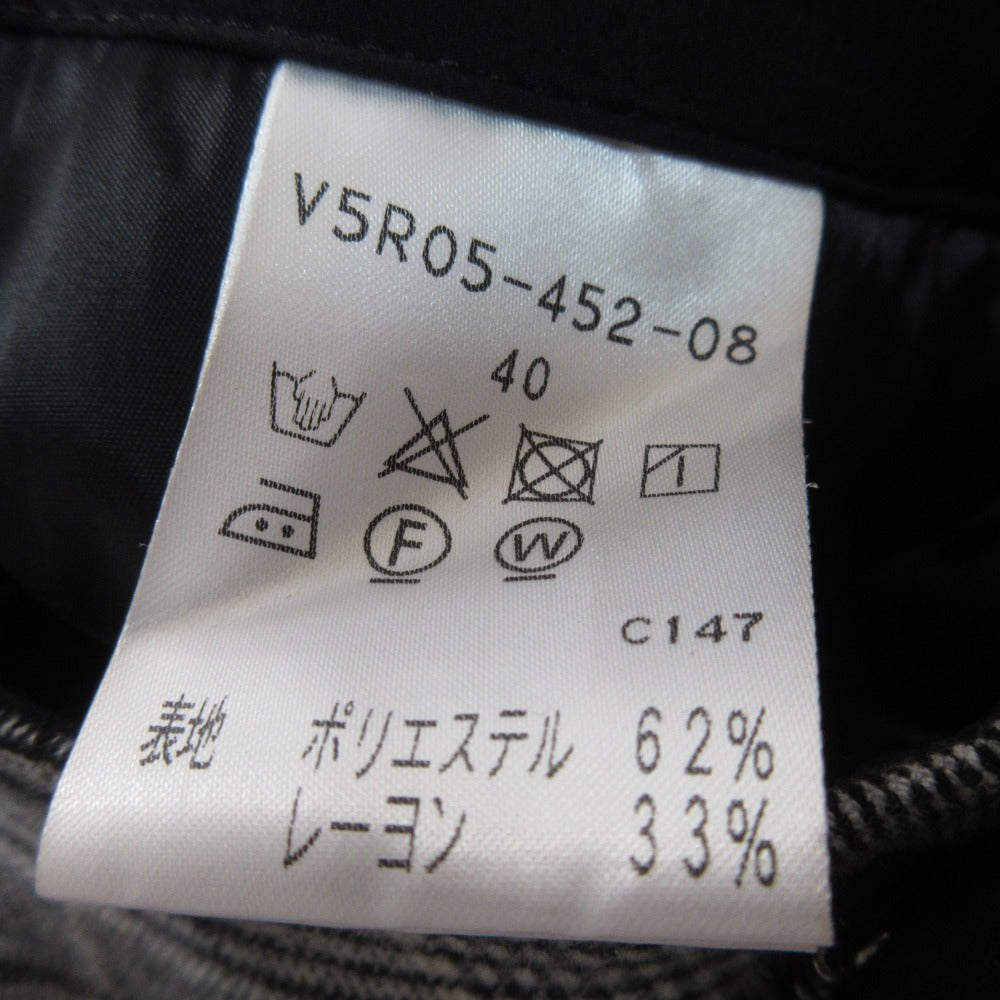 V5R05-452-08
40
F W
C147
表地 ポリエステル 62%
レーヨン 33%